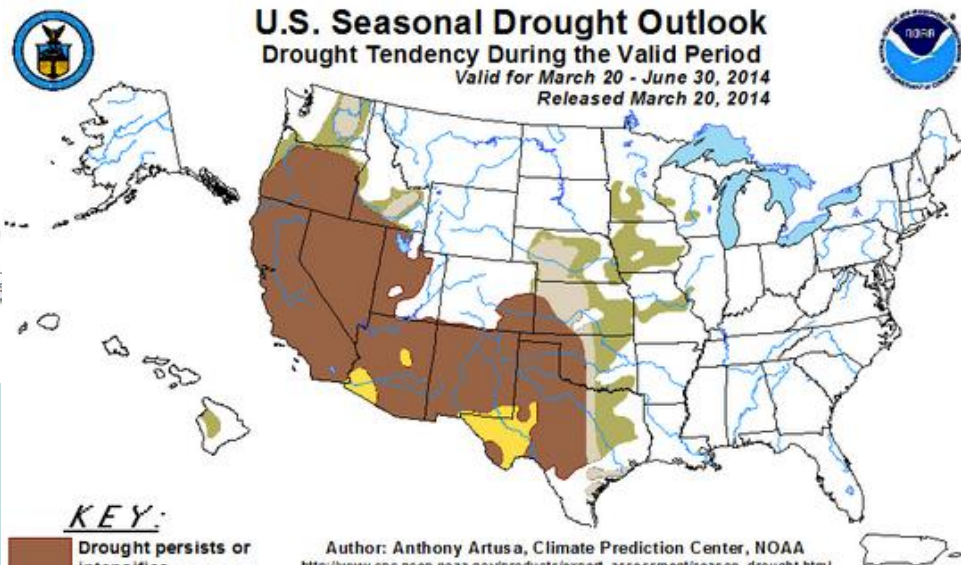 U.S. Seasonal Drought Outlook
Drought Tendency During the Valid Period
Valid for March 20 - June 30, 2014
Released March 20, 2014
NOAA
KEY:
Drought persists or
Author: Anthony Artusa, Climate Prediction Center, NOAA